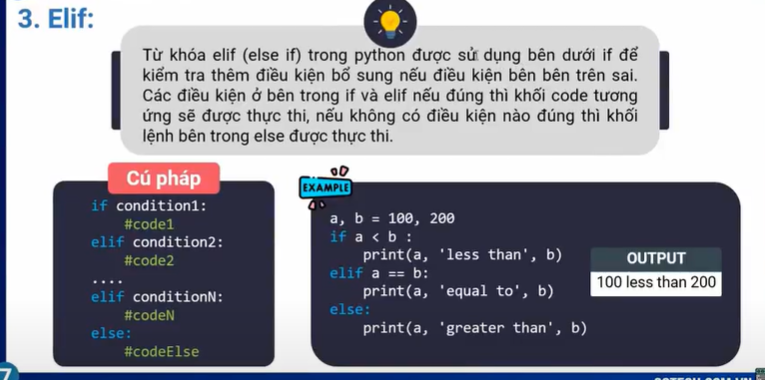 3. Elif:
Từ khóa elif (else if) trong python được sử dụng bên dưới if để
kiểm tra thêm điều kiện bổ sung nếu điều kiện bên bên trên sai.
Các điều kiện ở bên trong if và elif nếu đúng thì khối code tương
ứng sẽ được thực thi, nếu không có điều kiện nào đúng thì khối
lệnh bên trong else được thực thi.
Cú pháp
if condition1:
#code1
elif condition2:
#code2
....
elif conditionN:
#codeN
else:
#codeElse
EXAMPLE
a, b = 100, 200
if a < b :
print(a, 'less than', b)
elif a == b:
print(a, 'equal to', b)
else:
print(a, 'greater than', b)
OUTPUT
100 less than 200
7